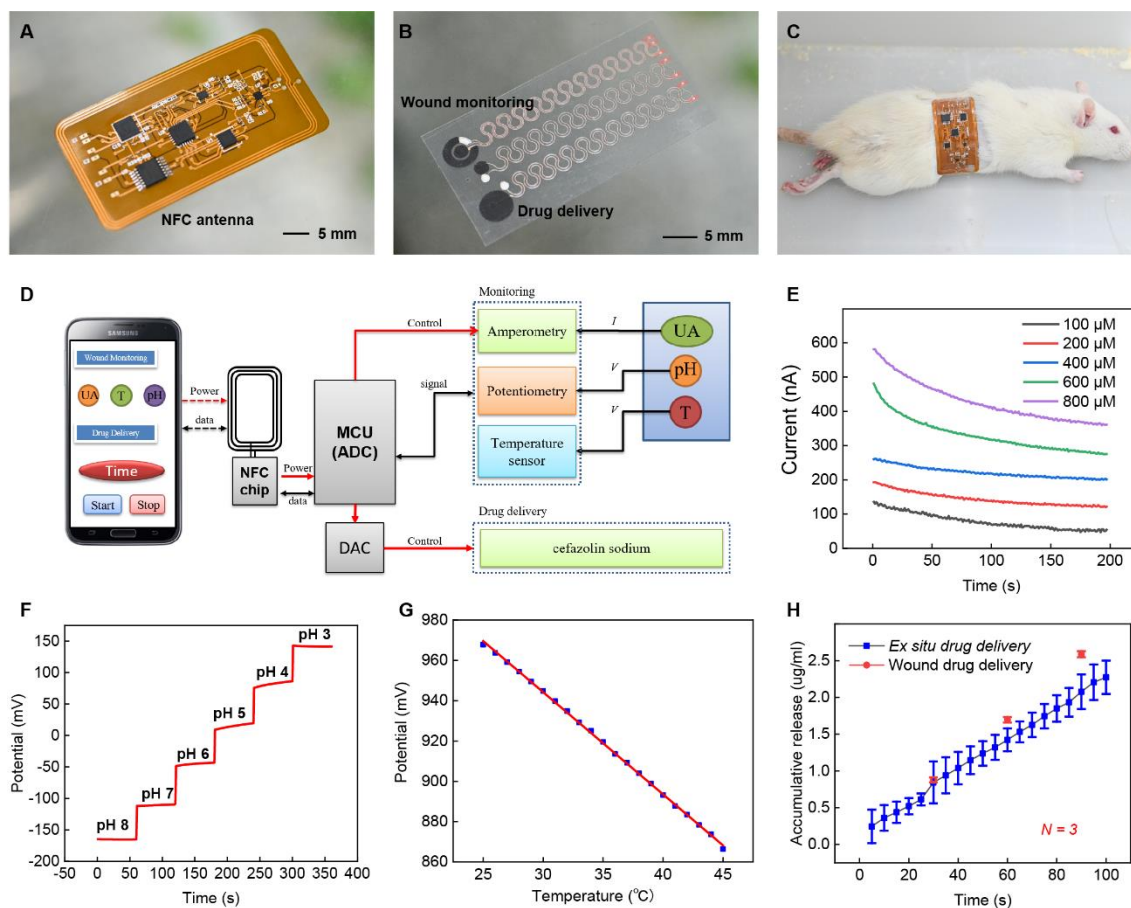 A
NFC antenna
5 mm
B
Wound monitoring
Drug delivery
5 mm
C
D
SAMSUNG
Wound Monitoring
UA
T
pH
Drug Delivery
Time
Start
Stop
Power
data
NFC
chip
Power
data
MCU
(ADC)
Control
signal
DAC
Control
Monitoring
Amperometry
Potentiometry
Temperature
sensor
I
V
V
UA
pH
T
Drug delivery
cefazolin sodium
E
100 µM
200 µM
400 µM
600 µM
800 µM
600
500
400
300
200
100
0
Current (nA)
0
50
100
150
200
Time (s)
F
150
100
50
0
-50
-100
-150
-200
Potential (mV)
pH 8
pH 7
pH 6
pH 5
pH 4
pH 3
-50
0
50
100
150
200
250
300
350
400
Time (s)
G
980
960
940
920
900
880
860
Potential (mV)
25
30
35
40
45
Temperature (℃)
H
Ex situ drug delivery
Wound drug delivery
2.5
2.0
1.5
1.0
0.5
0.0
Accumulative release (ug/ml)
N = 3
0
20
40
60
80
100
Time (s)